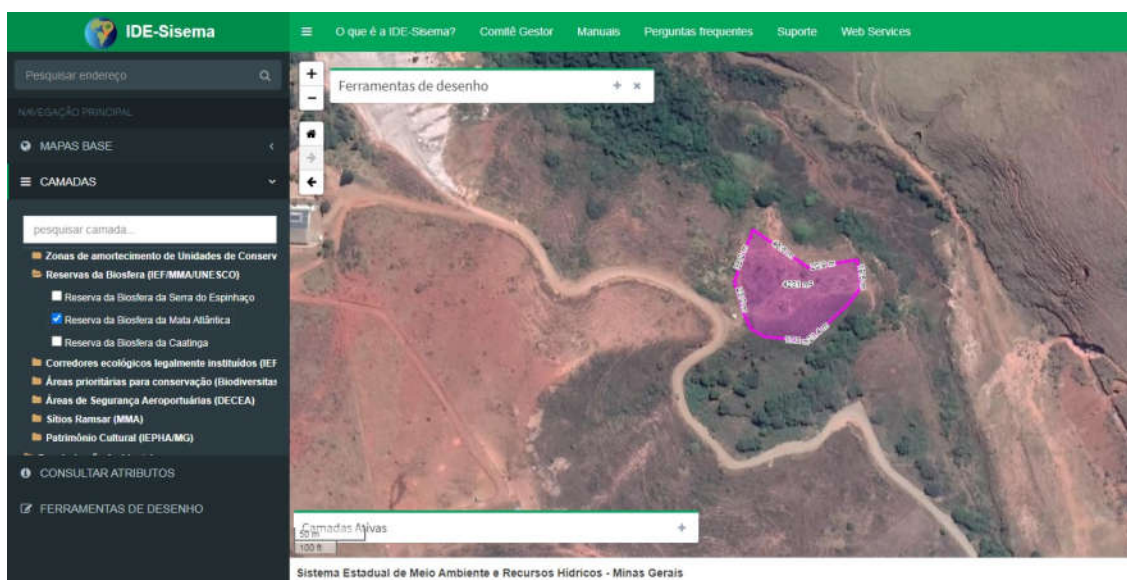 IDE-Sisema
O que é a IDE-Sisema?
Comitê Gestor
Manuais
Perguntas frequentes
Suporte
Web Services
Pesquisar endereço
NAVEGAÇÃO PRINCIPAL
MAPAS BASE
CAMADAS
pesquisar camada...
Zonas de amortecimento de Unidades de Conserv
Reservas da Biosfera (IEF/MMA/UNESCO)
Reserva da Biosfera da Serra do Espinhaço
Reserva da Biosfera da Mata Atlântica
Reserva da Biosfera da Caatinga
Corredores ecológicos legalmente instituídos (IEF
Áreas prioritárias para conservação (Biodiversitas
Áreas de Segurança Aeroportuárias (DECEA)
Sítios Ramsar (MMA)
Patrimônio Cultural (IEPHA/MG)
CONSULTAR ATRIBUTOS
FERRAMENTAS DE DESENHO
Ferramentas de desenho
Camadas Ativas
50 m
100 ft
Sistema Estadual de Meio Ambiente e Recursos Hídricos - Minas Gerais